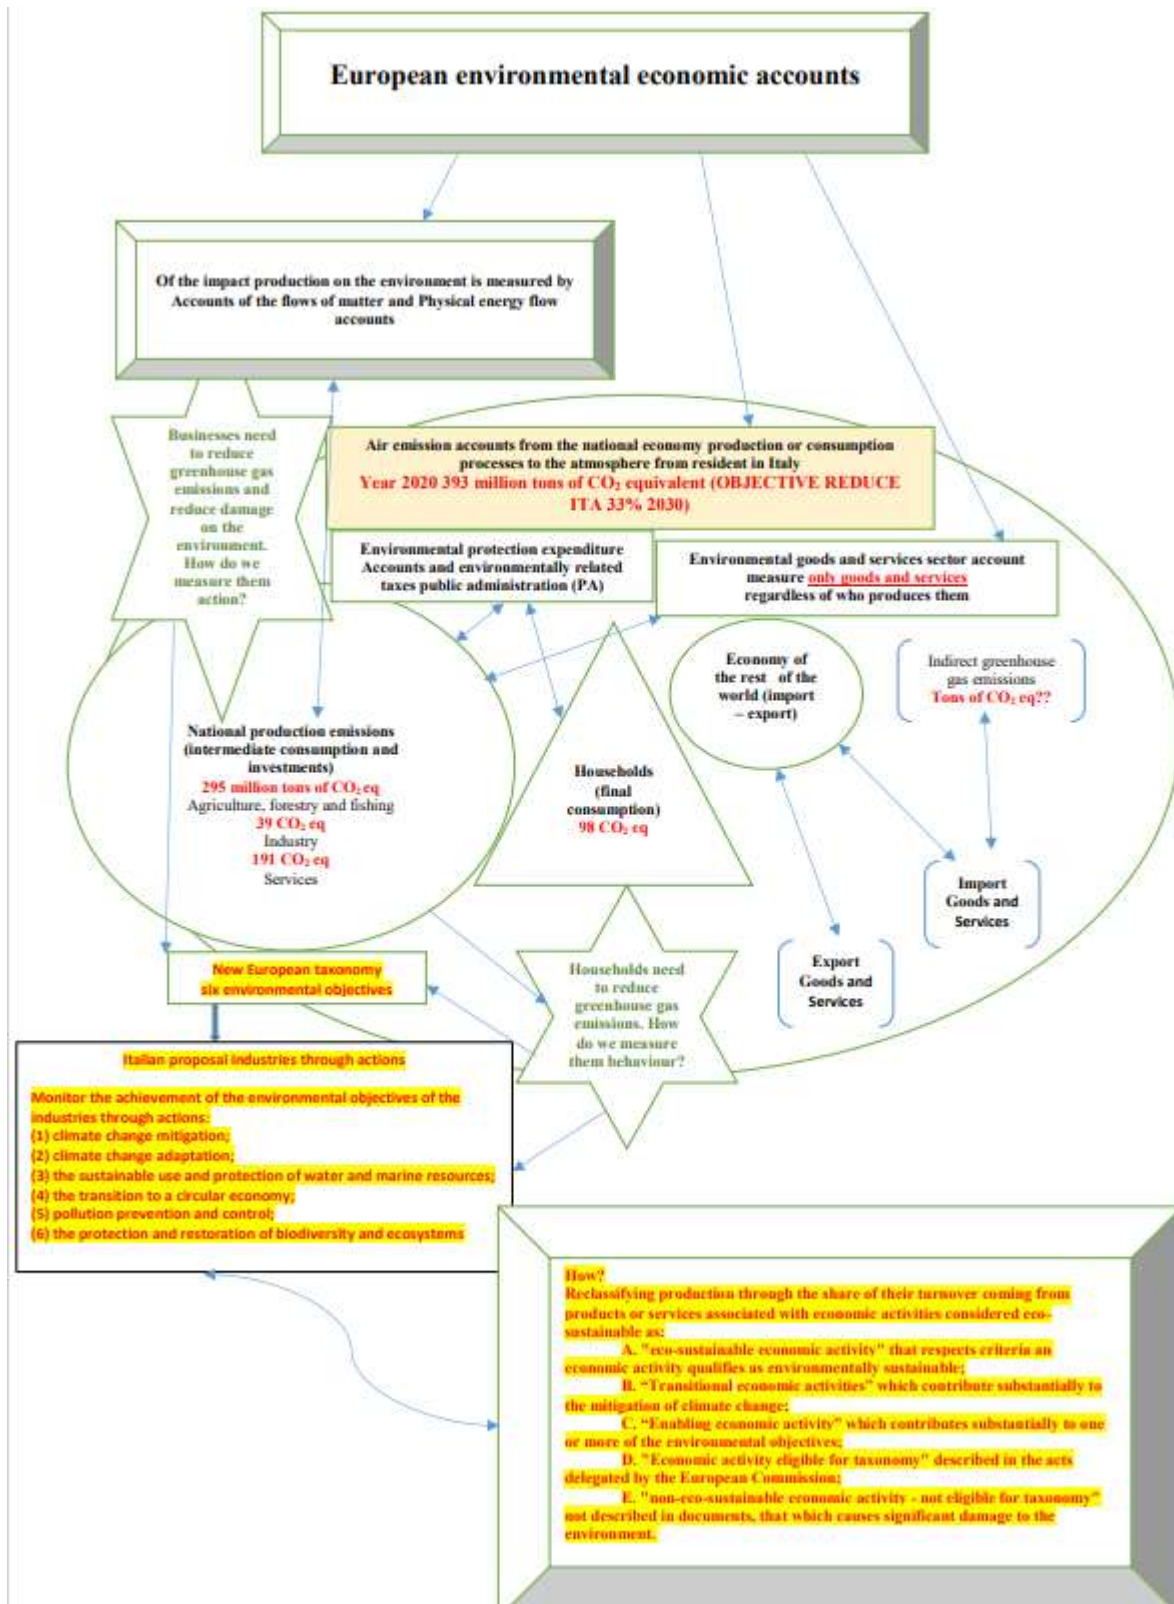 European environmental economic accounts
Of the impact production on the environment is measured by
Accounts of the flows of matter and Physical energy flow
accounts
Businesses need
to reduce
greenhouse gas
emissions and
reduce damage
on the
environment.
How do we
measure them
action?
Air emission accounts from the national economy production or consumption
processes to the atmosphere from resident in Italy
Year 2020 393 million tons of CO₂ equivalent (OBJECTIVE REDUCE
ITA 33% 2030)
Environmental protection expenditure
Accounts and environmentally related
taxes public administration (PA)
Environmental goods and services sector account
measure only goods and services
regardless of who produces them
Economy of
the rest of the
world (import
– export)
Indirect greenhouse
gas emissions
Tons of CO₂ eq??
National production emissions
(intermediate consumption and
investments)
295 million tons of CO₂ eq
Agriculture, forestry and fishing
39 CO₂ eq
Industry
191 CO₂ eq
Services
Households
(final
consumption)
98 CO₂ eq
Import
Goods and
Services
Export
Goods and
Services
New European taxonomy
six environmental objectives
Households need
to reduce
greenhouse gas
emissions. How
do we measure
them behaviour?
Italian proposal industries through actions
Monitor the achievement of the environmental objectives of the
industries through actions:
(1) climate change mitigation;
(2) climate change adaptation;
(3) the sustainable use and protection of water and marine resources;
(4) the transition to a circular economy;
(5) pollution prevention and control;
(6) the protection and restoration of biodiversity and ecosystems
How?
Reclassifying production through the share of their turnover coming from
products or services associated with economic activities considered eco-
sustainable as:
A. "eco-sustainable economic activity" that respects criteria an
economic activity qualifies as environmentally sustainable;
B. “Transitional economic activities” which contribute substantially to
the mitigation of climate change;
C. “Enabling economic activity” which contributes substantially to one
or more of the environmental objectives;
D. "Economic activity eligible for taxonomy" described in the acts
delegated by the European Commission;
E. "non-eco-sustainable economic activity - not eligible for taxonomy"
not described in documents, that which causes significant damage to the
environment.